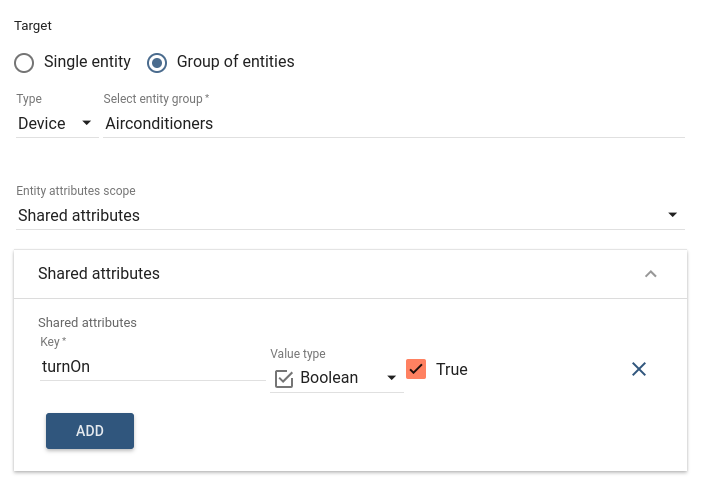 Target
Single entity Group of entities
Type Select entity group *
Device Airconditioners
Entity attributes scope
Shared attributes
Shared attributes
Shared attributes
Key *
Value type
turnOn Boolean True
ADD